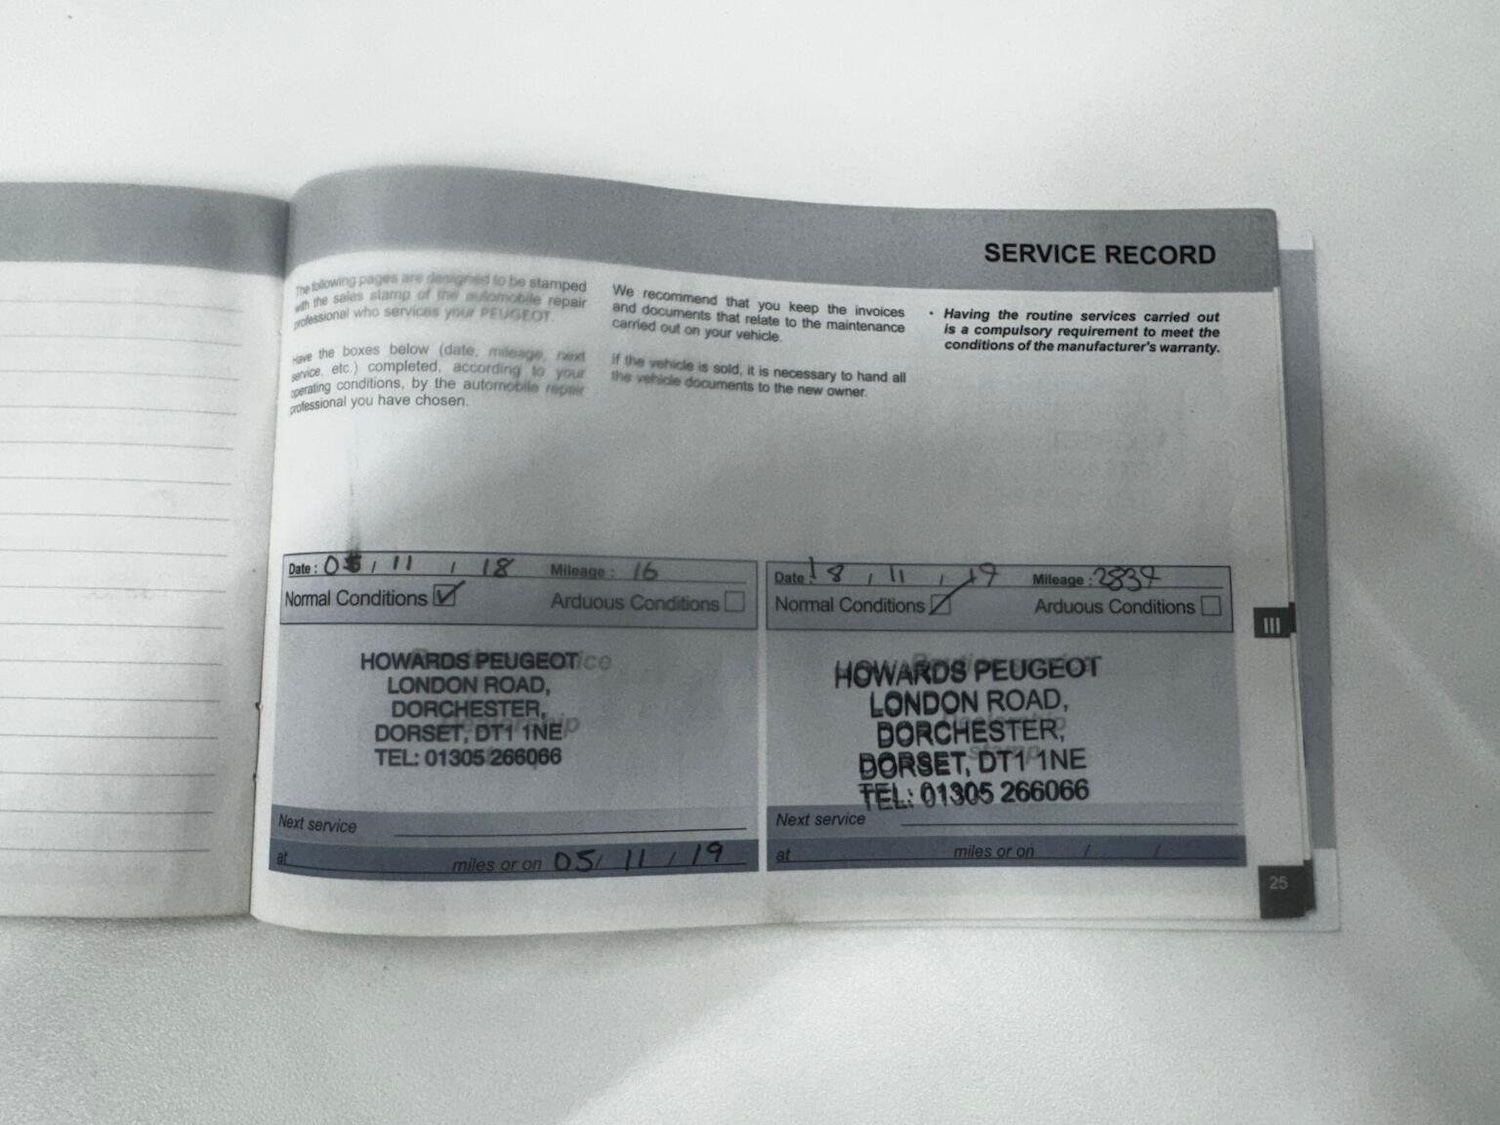 SERVICE RECORD
The following pages are designed to be stamped
with the sales stamp of the automobile repair
professional who services your PEUGEOT.
Have the boxes below (date, mileage, next
service, etc.) completed, according to your
operating conditions, by the automobile repair
professional you have chosen.
We recommend that you keep the invoices
and documents that relate to the maintenance
carried out on your vehicle.
If the vehicle is sold, it is necessary to hand all
the vehicle documents to the new owner.
• Having the routine services carried out
is a compulsory requirement to meet the
conditions of the manufacturer's warranty.
Date : 05 / 11 / 18 Mileage : 16
Normal Conditions Arduous Conditions
HOWARDS PEUGEOT
LONDON ROAD,
DORCHESTER,
DORSET, DT1 1NE
TEL: 01305 266066
Next service
at miles or on 05 / 11 / 19
Date : 18 / 11 / 19 Mileage :
Normal Conditions Arduous Conditions
HOWARDS PEUGEOT
LONDON ROAD,
DORCHESTER,
DORSET, DT1 1NE
TEL: 01305 266066
Next service
at miles or on / /
III
25